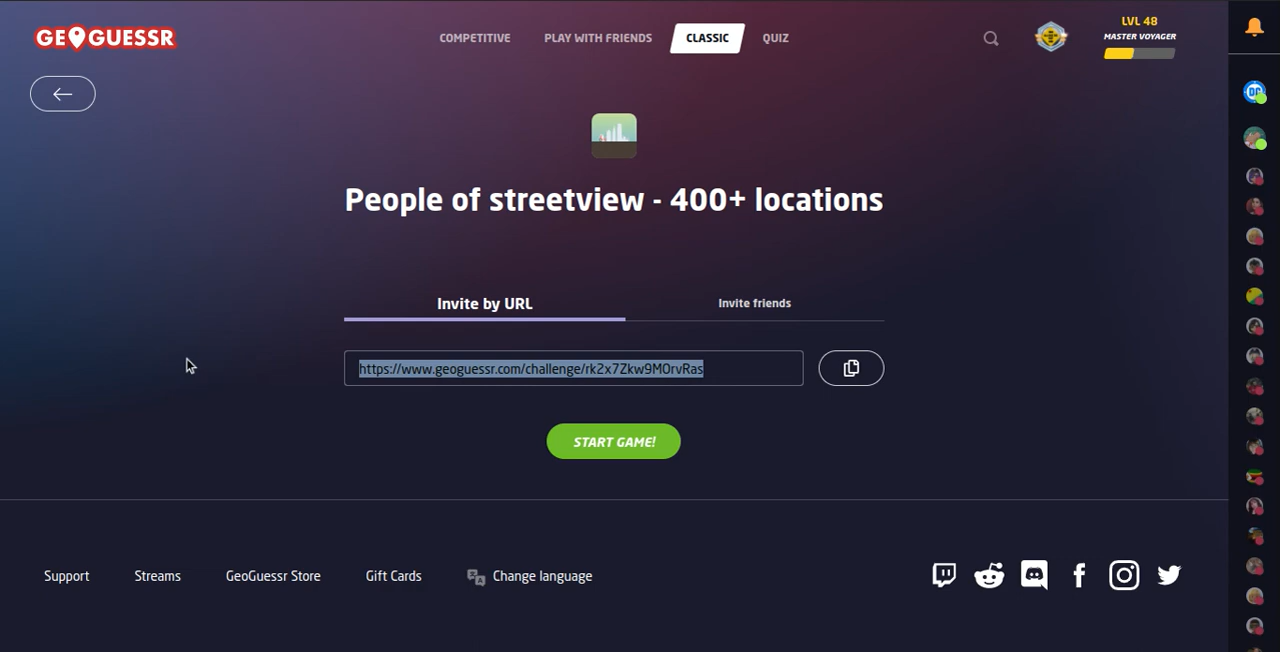 GEOGUESSR
COMPETITIVE
PLAY WITH FRIENDS
CLASSIC
QUIZ
LVL 48
MASTER VOYAGER
People of streetview - 400+ locations
Invite by URL
Invite friends
https://www.geoguessr.com/challenge/rk2x7Zkw9MOrvRas
START GAME!
Support
Streams
GeoGuessr Store
Gift Cards
Change language